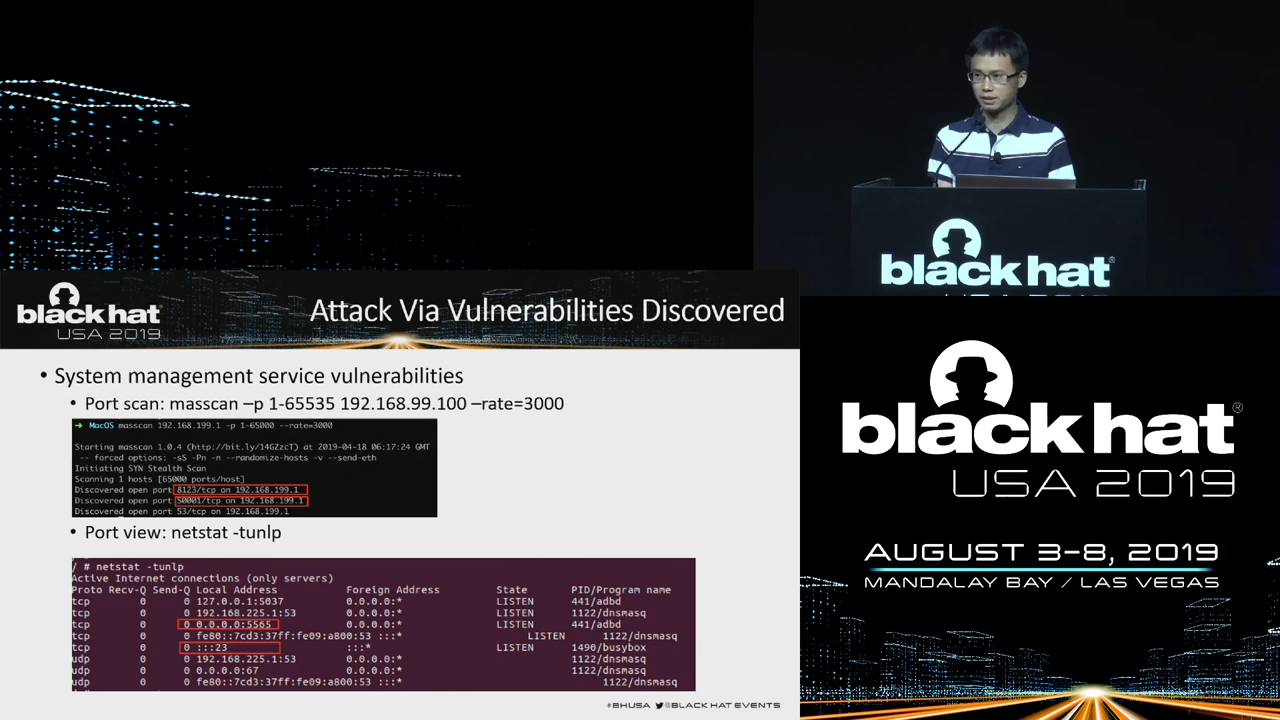 black hat®
black hat
USA 2019
Attack Via Vulnerabilities Discovered
• System management service vulnerabilities
• Port scan: masscan –p 1-65535 192.168.99.100 –rate=3000
➜ MacOS masscan 192.168.199.1 -p 1-65000 --rate=3000
Starting masscan 1.0.4 (http://bit.ly/14GZzcT) at 2019-04-18 06:17:24 GMT
-- forced options: -sS -Pn -n --randomize-hosts -v --send-eth
Initiating SYN Stealth Scan
Scanning 1 hosts [65000 ports/host]
Discovered open port 8123/tcp on 192.168.199.1
Discovered open port 50001/tcp on 192.168.199.1
Discovered open port 53/tcp on 192.168.199.1
• Port view: netstat -tunlp
/ # netstat -tunlp
Active Internet connections (only servers)
Proto Recv-Q Send-Q Local Address Foreign Address State PID/Program name
tcp 0 0 127.0.0.1:5037 0.0.0.0:* LISTEN 441/adbd
tcp 0 0 192.168.225.1:53 0.0.0.0:* LISTEN 1122/dnsmasq
tcp 0 0 0.0.0.0:5565 0.0.0.0:* LISTEN 441/adbd
tcp 0 0 fe80::7cd3:37ff:fe09:a800:53 :::* LISTEN 1122/dnsmasq
tcp 0 0 :::23 :::* LISTEN 1490/busybox
udp 0 0 192.168.225.1:53 0.0.0.0:* 1122/dnsmasq
udp 0 0 0.0.0.0:67 0.0.0.0:* 1122/dnsmasq
udp 0 0 fe80::7cd3:37ff:fe09:a800:53 :::* 1122/dnsmasq
#BHUSA @BLACK HAT EVENTS
black hat®
USA 2019
AUGUST 3–8, 2019
MANDALAY BAY / LAS VEGAS